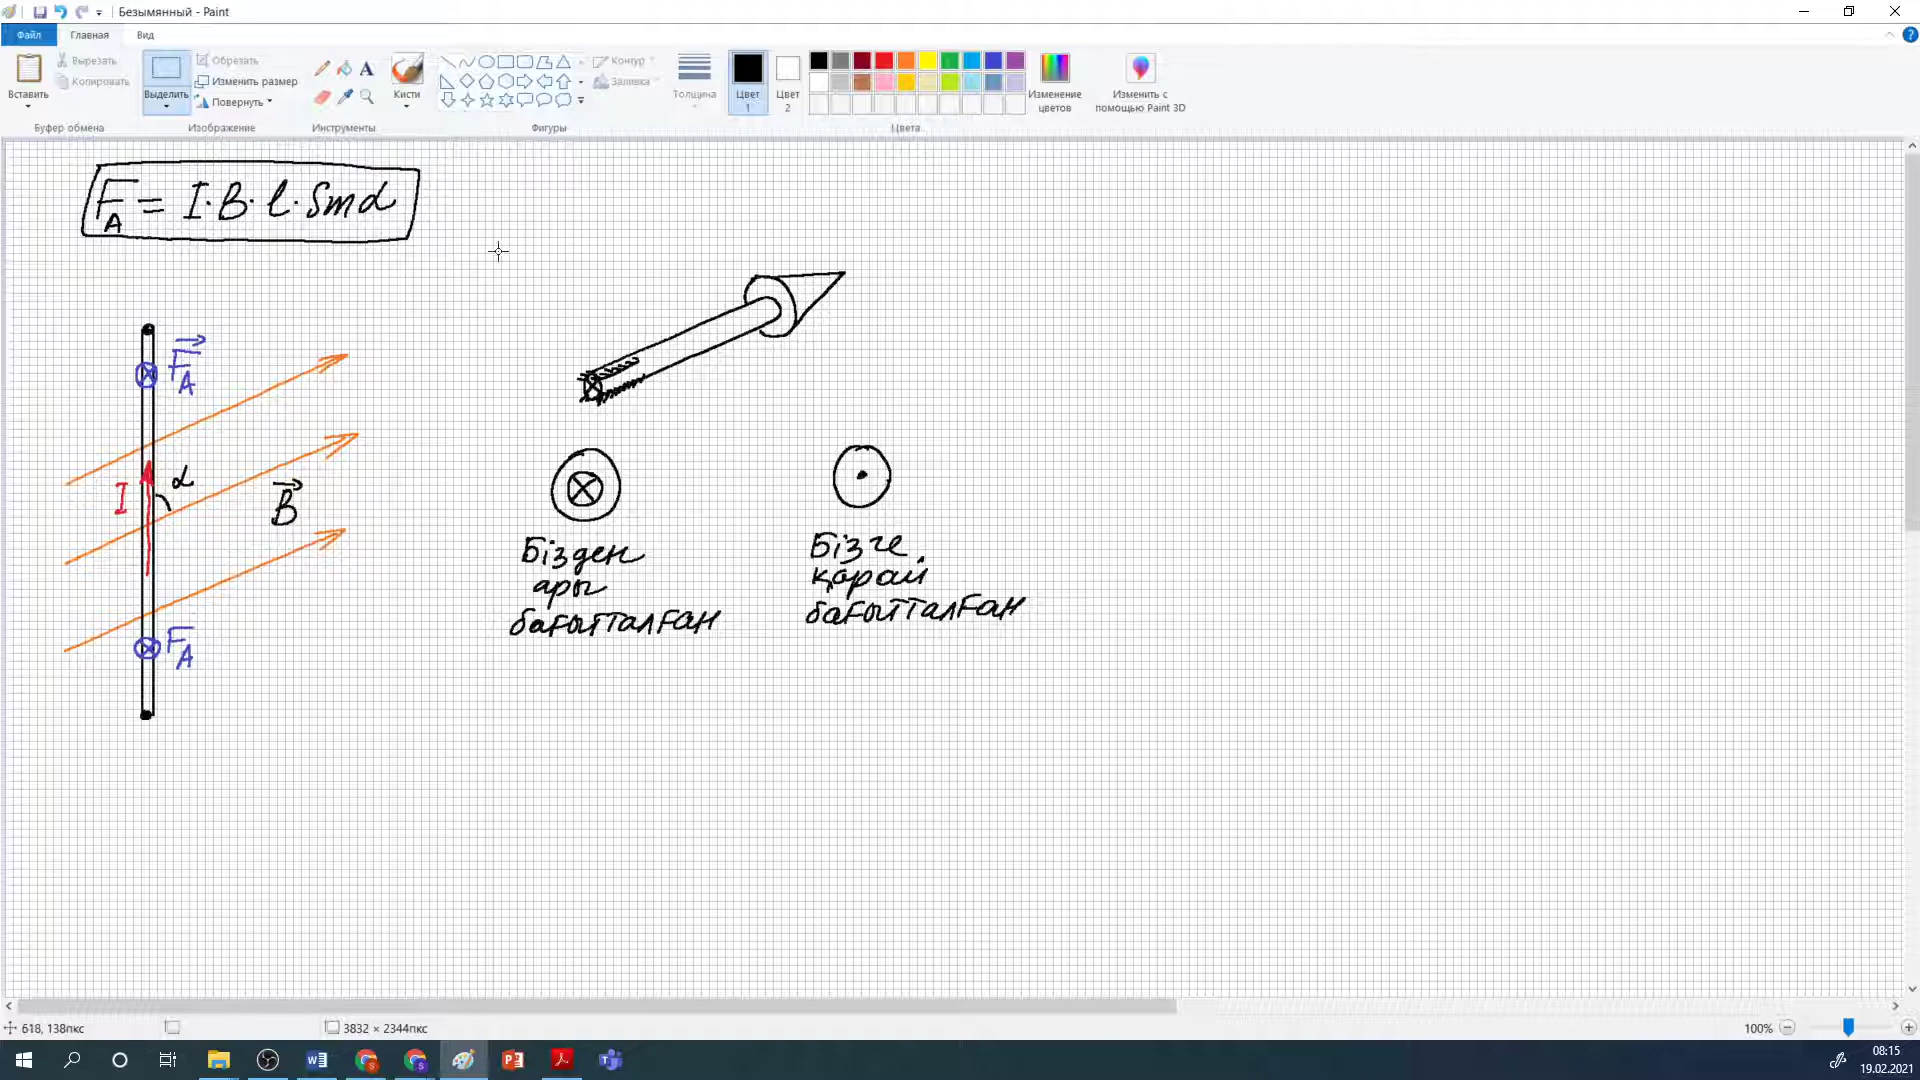 Безымянный - Paint
Файл Главная Вид
Вставить
Вырезать
Копировать
Буфер обмена
Выделить
Обрезать
Изменить размер
Повернуть
Изображение
Инструменты
Кисти
Контур
Заливка
Фигуры
Толщина
Цвет 1
Цвет 2
Цвета
Изменение цветов
Изменить с помощью Paint 3D
F_A = I·B·l·Sinα
F_A
I
α
B
F_A
Бізден
ары
бағытталған
Бізге
қарай
бағытталған
618, 138пкс
3832 × 2344пкс
100%
08:15
19.02.2021